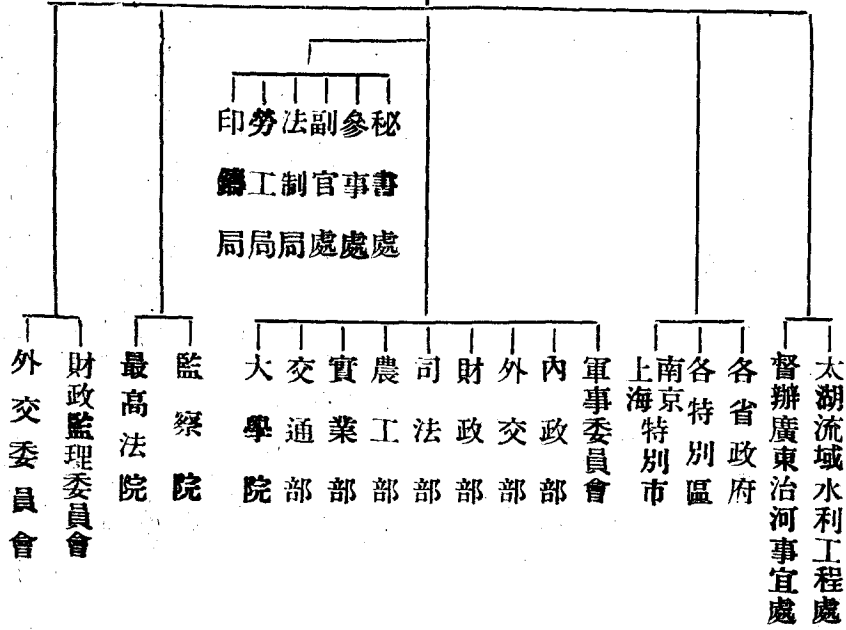 秘書處
參事處
副官處
法制局
勞工局
印鑄局
太湖流域水利工程處
督辦廣東治河事宜處
各省政府
各特別區
南京特別市
上海
軍事委員會
內政部
外交部
財政部
司法部
農工部
實業部
交通部
大學院
監察院
最高法院
財政監理委員會
外交委員會